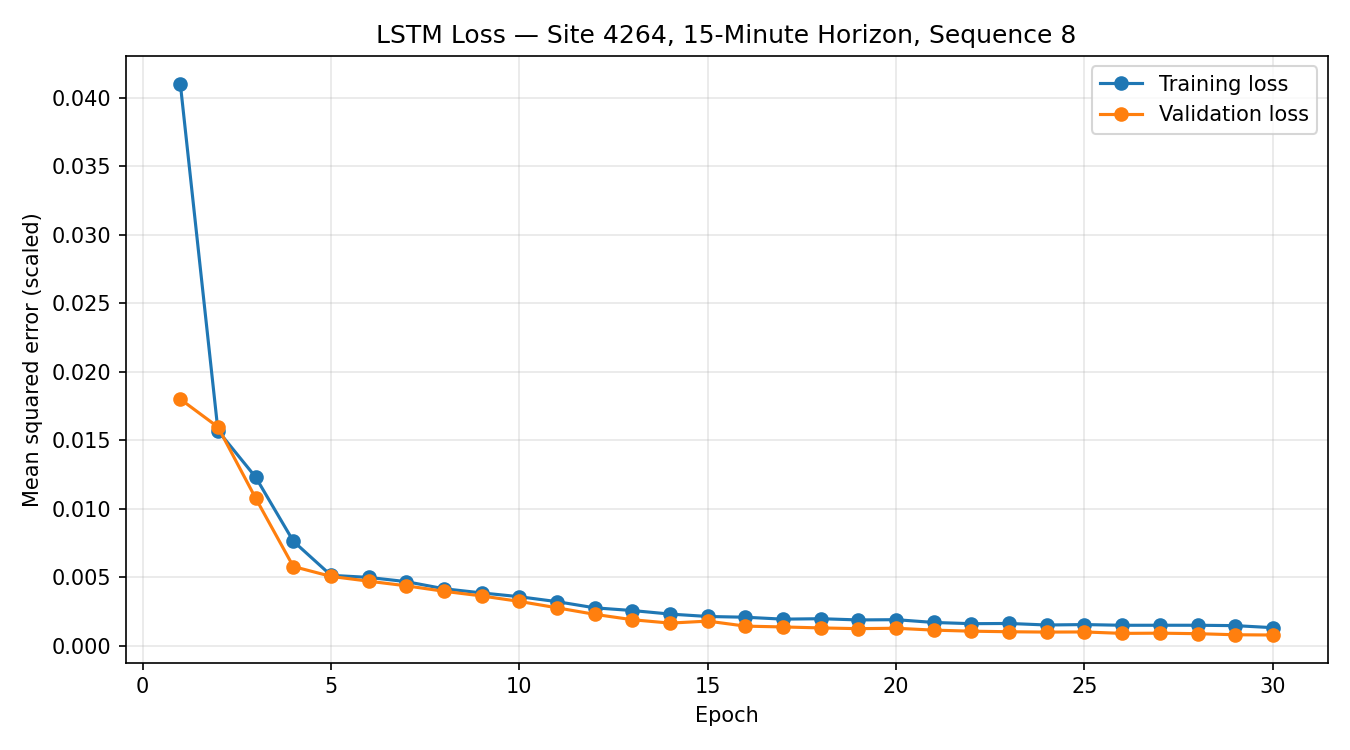 LSTM Loss — Site 4264, 15-Minute Horizon, Sequence 8
Training loss
Validation loss
Mean squared error (scaled)
0.040
0.035
0.030
0.025
0.020
0.015
0.010
0.005
0.000
0 5 10 15 20 25 30
Epoch